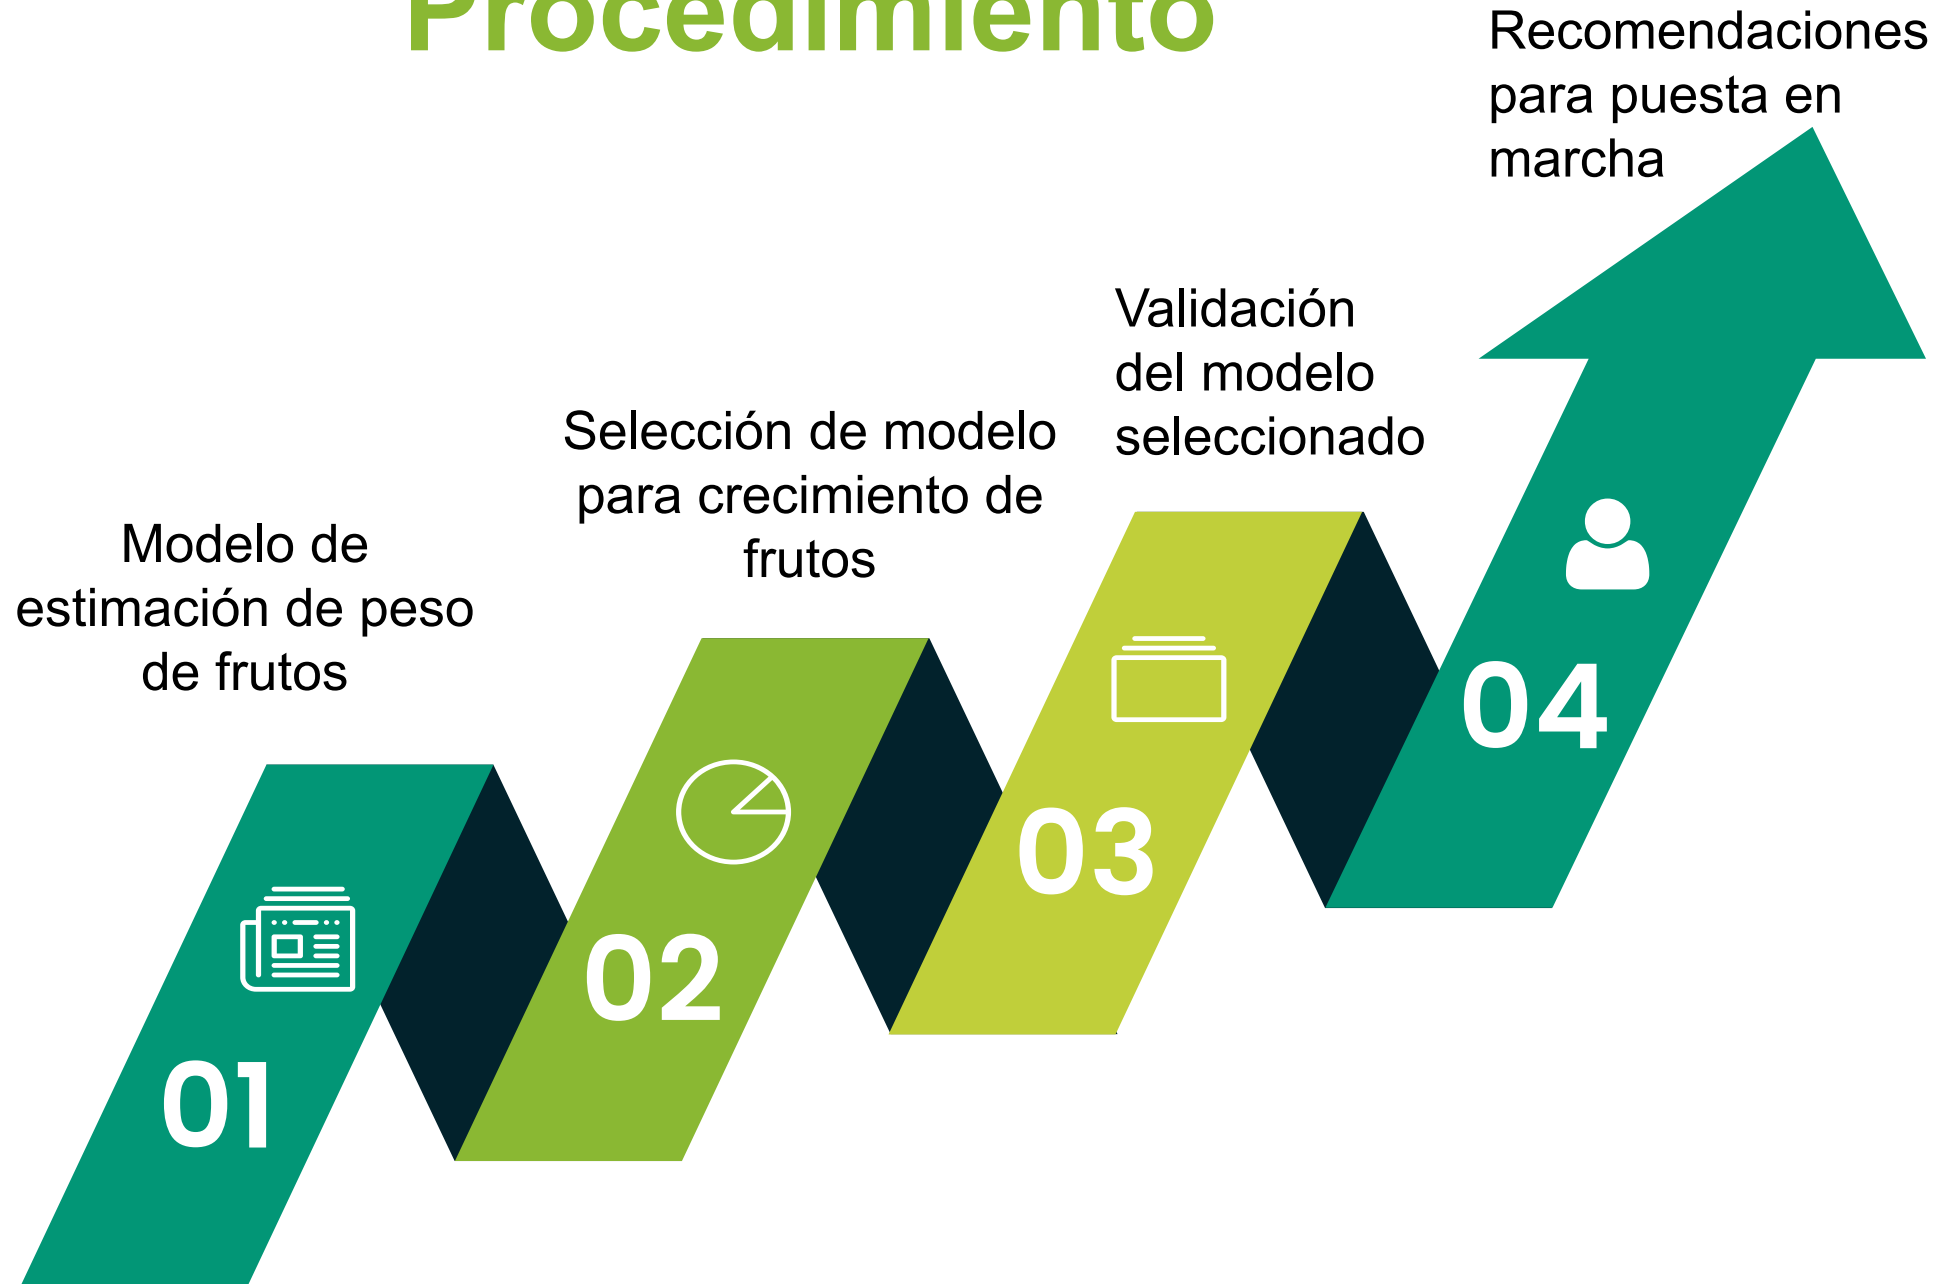 Procedimiento
Modelo de
estimación de peso
de frutos
01
Selección de modelo
para crecimiento de
frutos
02
Validación
del modelo
seleccionado
03
Recomendaciones
para puesta en
marcha
04